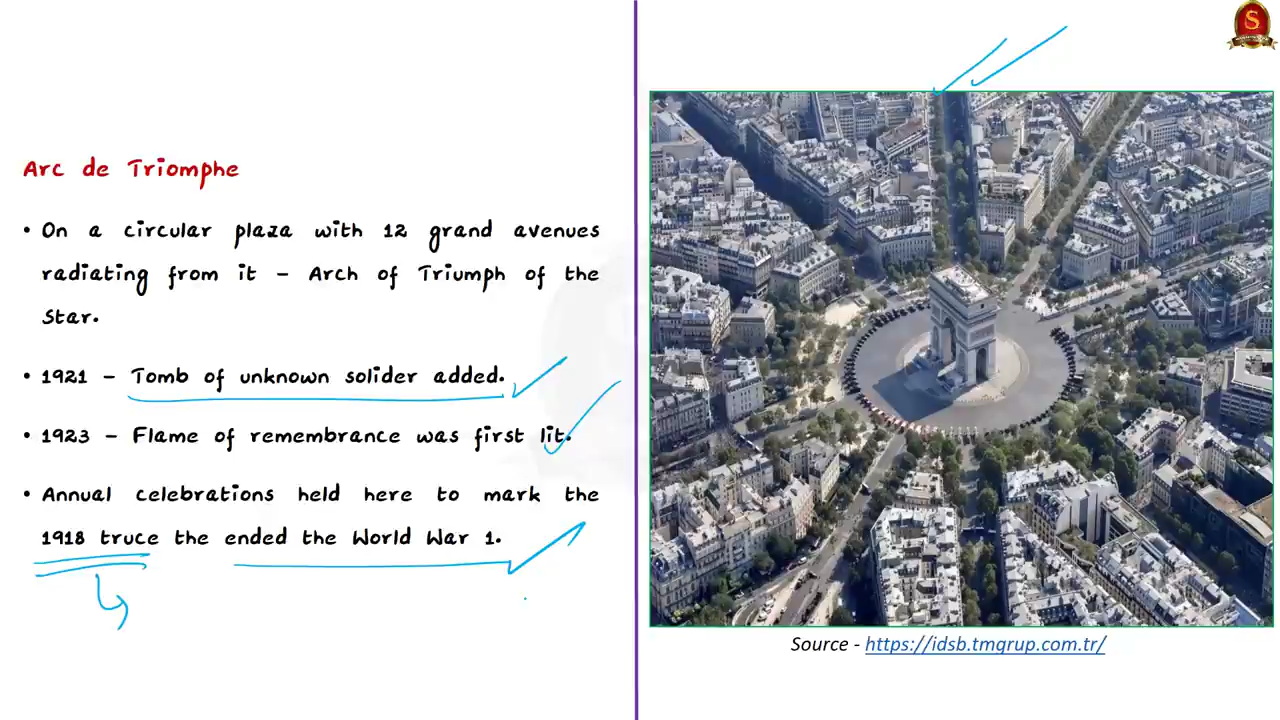 Arc de Triomphe
• On a circular plaza with 12 grand avenues
radiating from it – Arch of Triumph of the
Star.
• 1921 – Tomb of unknown solider added.
• 1923 – Flame of remembrance was first lit.
• Annual celebrations held here to mark the
1918 truce the ended the World War 1.
S
Source - https://idsb.tmgrup.com.tr/